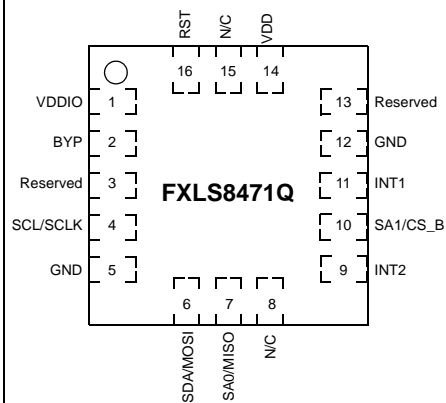 RST
N/C
VDD
16
15
14
VDDIO 1
13 Reserved
BYP 2
12 GND
Reserved 3
FXLS8471Q
11 INT1
SCL/SCLK 4
10 SA1/CS_B
GND 5
9 INT2
6
7
8
SDA/MOSI
SA0/MISO
N/C